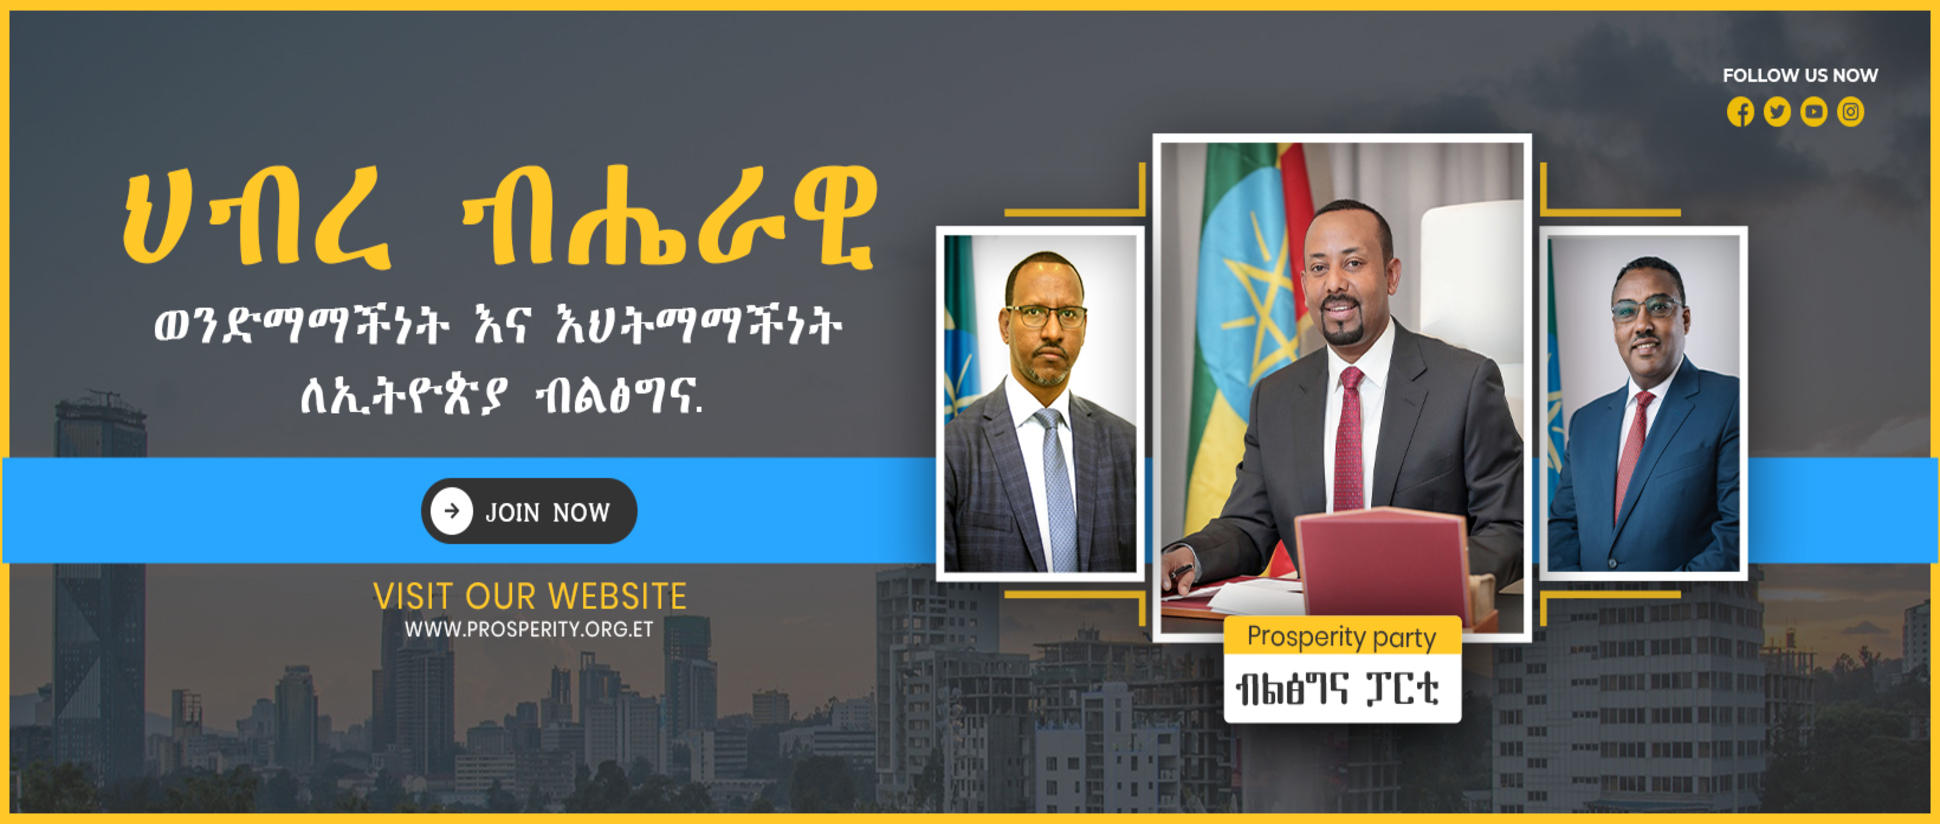 FOLLOW US NOW
ህብረ ብሔራዊ
ወንድማማችነት እና እህትማማችነት
ለኢትዮጵያ ብልፅግና.
JOIN NOW
VISIT OUR WEBSITE
WWW.PROSPERITY.ORG.ET
Prosperity party
ብልፅግና ፓርቲ